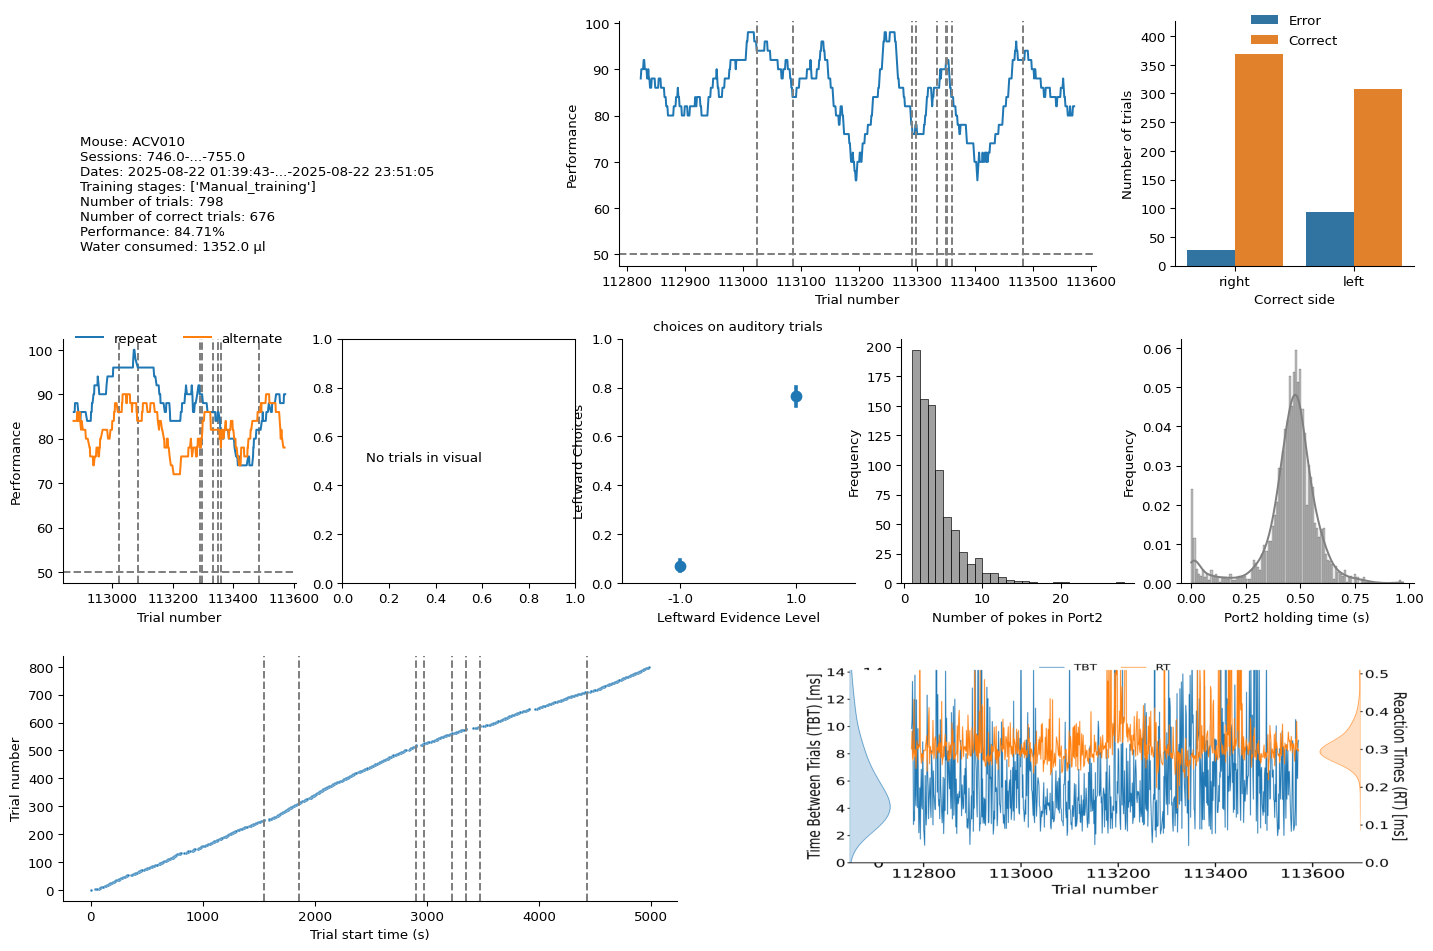 Mouse: ACV010
Sessions: 746.0-...-755.0
Dates: 2025-08-22 01:39:43-...-2025-08-22 23:51:05
Training stages: ['Manual_training']
Number of trials: 798
Number of correct trials: 676
Performance: 84.71%
Water consumed: 1352.0 µl
100
90
80
70
60
50
Performance
112800 112900 113000 113100 113200 113300 113400 113500 113600
Trial number
Error
Correct
400
350
300
250
200
150
100
50
0
Number of trials
right left
Correct side
repeat alternate
100
90
80
70
60
50
Performance
113000 113200 113400 113600
Trial number
1.0
0.8
0.6
0.4
0.2
0.0
No trials in visual
0.0 0.2 0.4 0.6 0.8 1.0
choices on auditory trials
1.0
0.8
0.6
0.4
0.2
0.0
Leftward Choices
-1.0 1.0
Leftward Evidence Level
200
175
150
125
100
75
50
25
0
Frequency
0 10 20
Number of pokes in Port2
0.06
0.05
0.04
0.03
0.02
0.01
0.00
Frequency
0.00 0.25 0.50 0.75 1.00
Port2 holding time (s)
800
700
600
500
400
300
200
100
0
Trial number
0 1000 2000 3000 4000 5000
Trial start time (s)
TBT RT
14
12
10
8
6
4
2
0
Time Between Trials (TBT) [ms]
0.5
0.4
0.3
0.2
0.1
0.0
Reaction Times (RT) [ms]
112800 113000 113200 113400 113600
Trial number